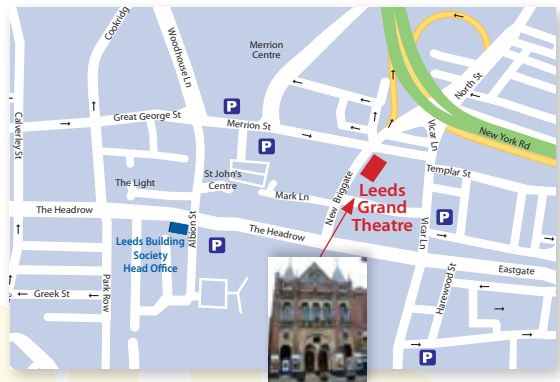 Cookridg
Woodhouse Ln
Merrion
Centre
North St
Calverley St
Great George St
P
Merrion St
P
Vicar Ln
New York Rd
Templar St
The Light
St John's
Centre
Mark Ln
New Briggate
Leeds
Grand
Theatre
The Headrow
Albion St
The Headrow
P
P
Vicar Ln
Leeds Building
Society
Head Office
Eastgate
Harewood St
Park Row
Greek St
P